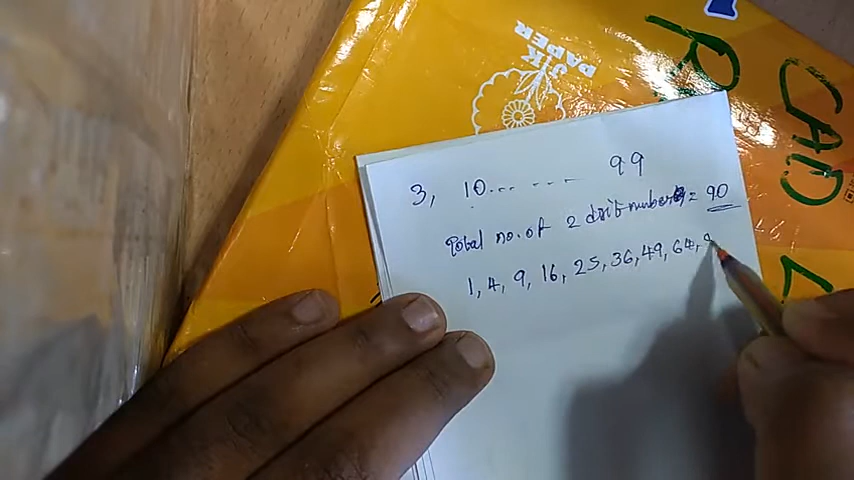 JK
PAPER
CAD
3, 10.. - - - - 99
Total no. of 2 digit numbers = 90
1, 4, 9, 16, 25, 36, 49, 64,